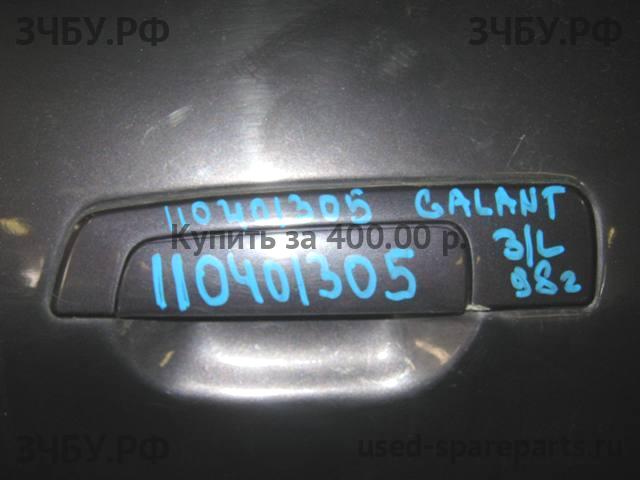 ЗЧБУ.РФ ЗЧБУ.РФ
110401305 GALANT
Купить за 400.00 р.
З/L
110401305
98г
ЗЧБУ.РФ used-spareparts.ru